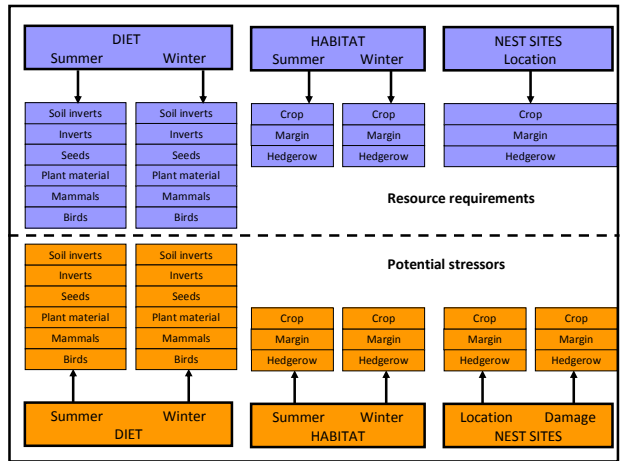 DIET
Summer Winter
HABITAT
Summer Winter
NEST SITES
Location
Soil inverts
Inverts
Seeds
Plant material
Mammals
Birds
Soil inverts
Inverts
Seeds
Plant material
Mammals
Birds
Crop
Margin
Hedgerow
Crop
Margin
Hedgerow
Crop
Margin
Hedgerow
Resource requirements
Potential stressors
Soil inverts
Inverts
Seeds
Plant material
Mammals
Birds
Soil inverts
Inverts
Seeds
Plant material
Mammals
Birds
Crop
Margin
Hedgerow
Crop
Margin
Hedgerow
Crop
Margin
Hedgerow
Crop
Margin
Hedgerow
Summer Winter
DIET
Summer Winter
HABITAT
Location Damage
NEST SITES